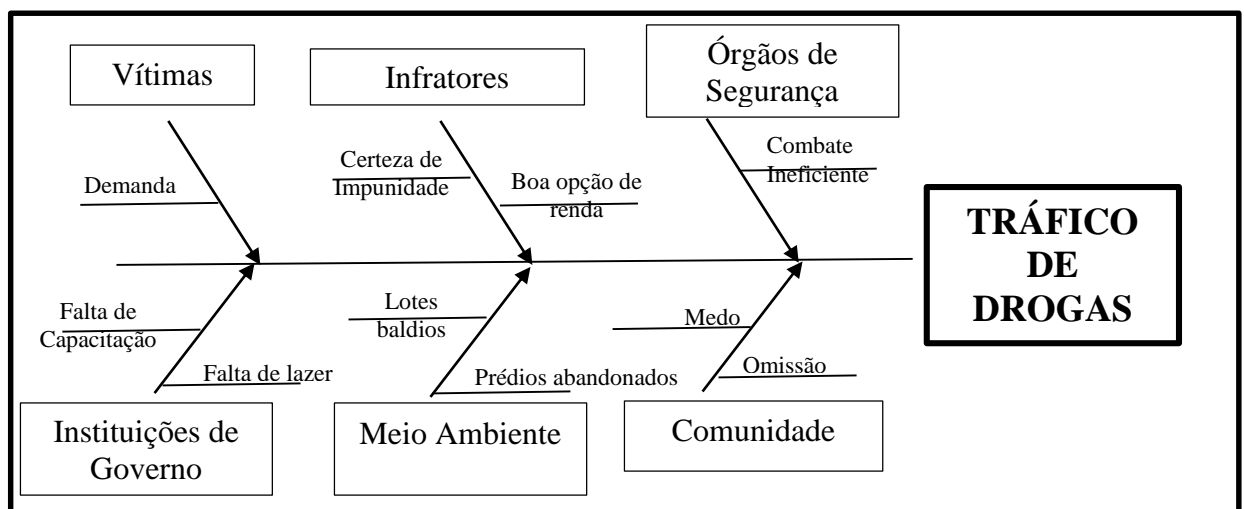 Vítimas
Infratores
Órgãos de
Segurança
Demanda
Certeza de
Impunidade
Boa opção de
renda
Combate
Ineficiente
TRÁFICO
DE
DROGAS
Falta de
Capacitação
Falta de lazer
Lotes
baldios
Prédios abandonados
Medo
Omissão
Instituições de
Governo
Meio Ambiente
Comunidade